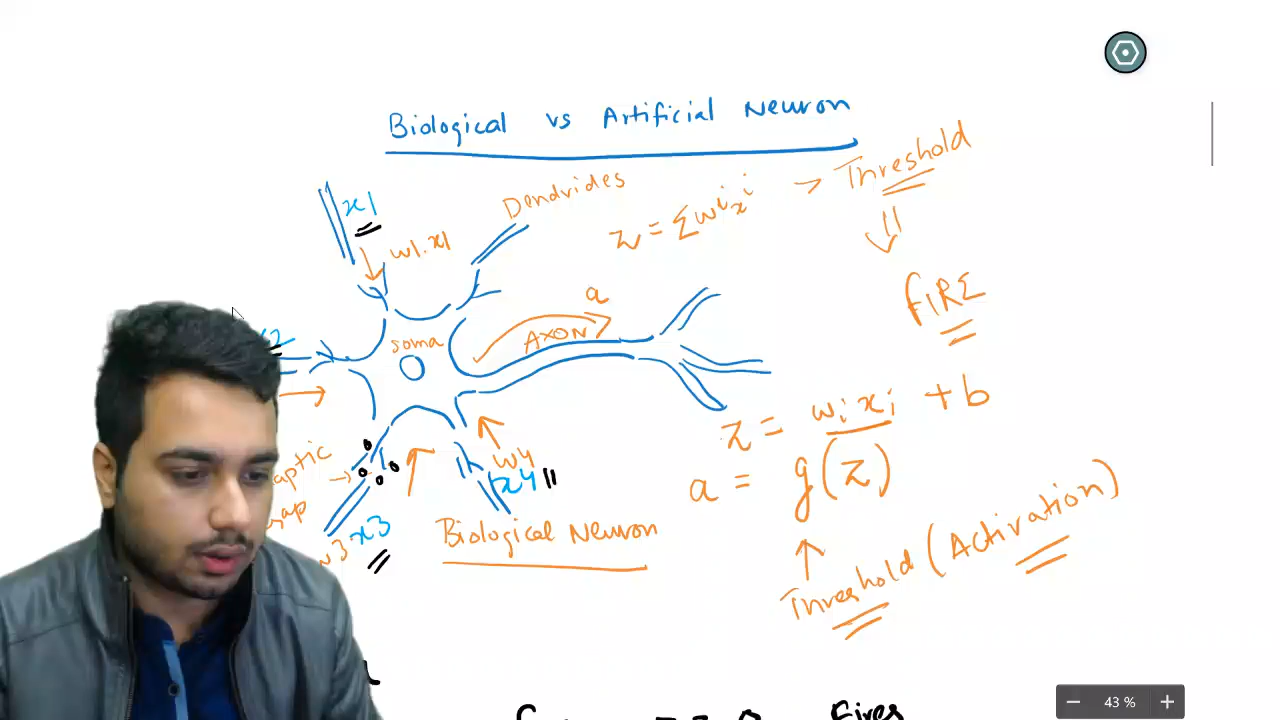 Biological vs Artificial Neuron
Dendrides
z = Σwⁱxⁱ > Threshold
FIRE
x1
w1.x1
a
AXON
soma
z = wᵢxᵢ + b
a = g(z)
Threshold (Activation)
w4
x4
x3
Biological Neuron
Fires
43 %